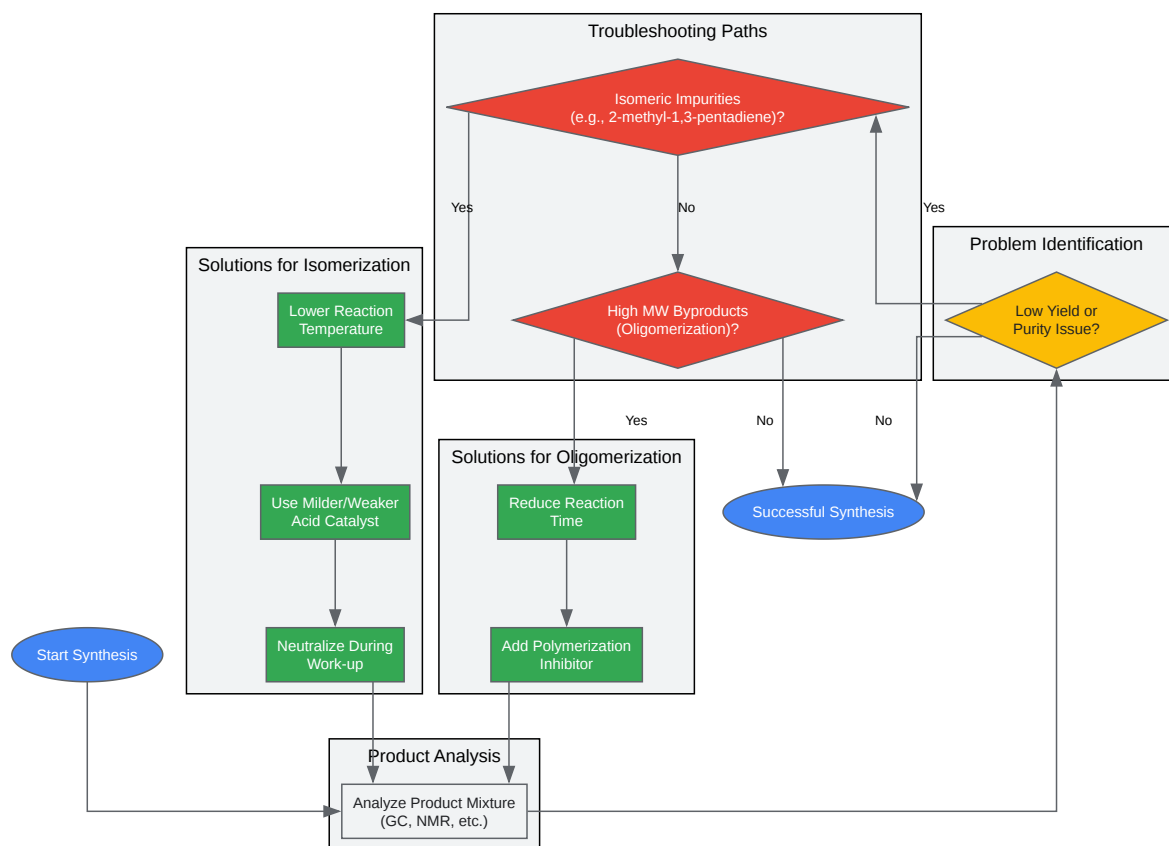 Troubleshooting Paths
Isomeric Impurities
(e.g., 2-methyl-1,3-pentadiene)?
Yes
No
Yes
Problem Identification
Low Yield or
Purity Issue?
Solutions for Isomerization
Lower Reaction
Temperature
High MW Byproducts
(Oligomerization)?
Yes
No
No
Solutions for Oligomerization
Use Milder/Weaker
Acid Catalyst
Reduce Reaction
Time
Successful Synthesis
Start Synthesis
Neutralize During
Work-up
Add Polymerization
Inhibitor
Product Analysis
Analyze Product Mixture
(GC, NMR, etc.)